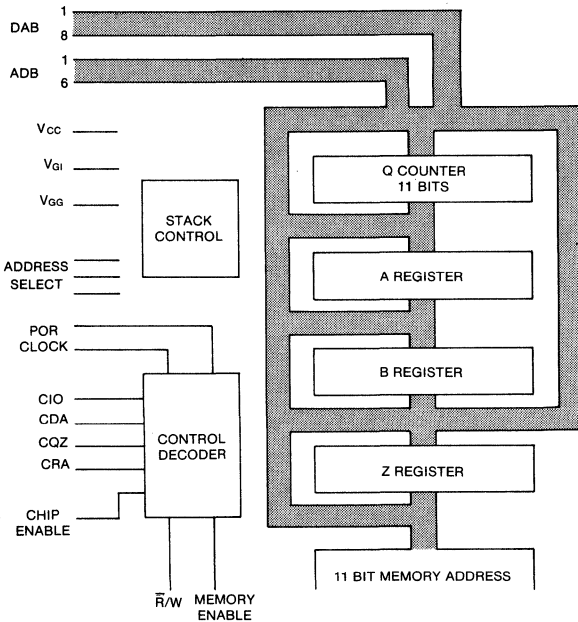 DAB
1
8
ADB
1
6
VCC
VGI
VGG
ADDRESS
SELECT
STACK
CONTROL
Q COUNTER
11 BITS
A REGISTER
B REGISTER
Z REGISTER
11 BIT MEMORY ADDRESS
POR
CLOCK
CIO
CDA
CQZ
CRA
CHIP
ENABLE
CONTROL
DECODER
R̅/W
MEMORY
ENABLE